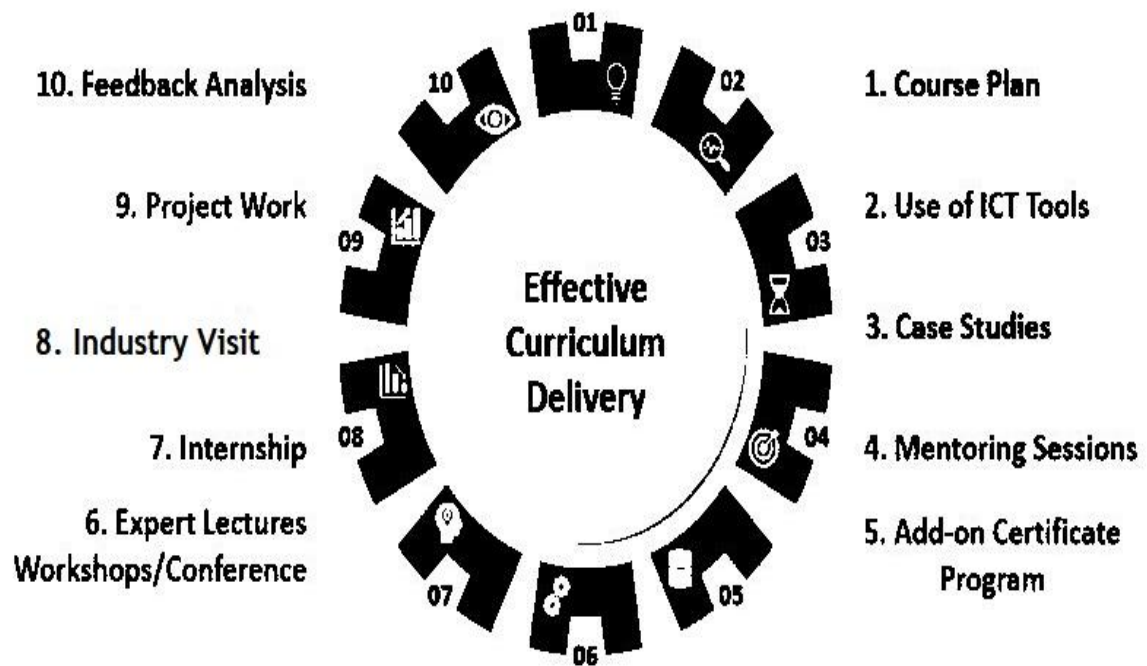 01
02
03
04
05
06
07
08
09
10
Effective
Curriculum
Delivery
1. Course Plan
2. Use of ICT Tools
3. Case Studies
4. Mentoring Sessions
5. Add-on Certificate
Program
6. Expert Lectures
Workshops/Conference
7. Internship
8. Industry Visit
9. Project Work
10. Feedback Analysis